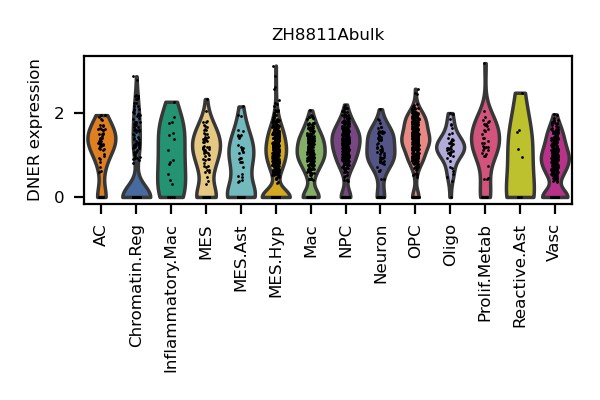 ZH8811Abulk
DNER expression
2
0
AC
Chromatin.Reg
Inflammatory.Mac
MES
MES.Ast
MES.Hyp
Mac
NPC
Neuron
OPC
Oligo
Prolif.Metab
Reactive.Ast
Vasc